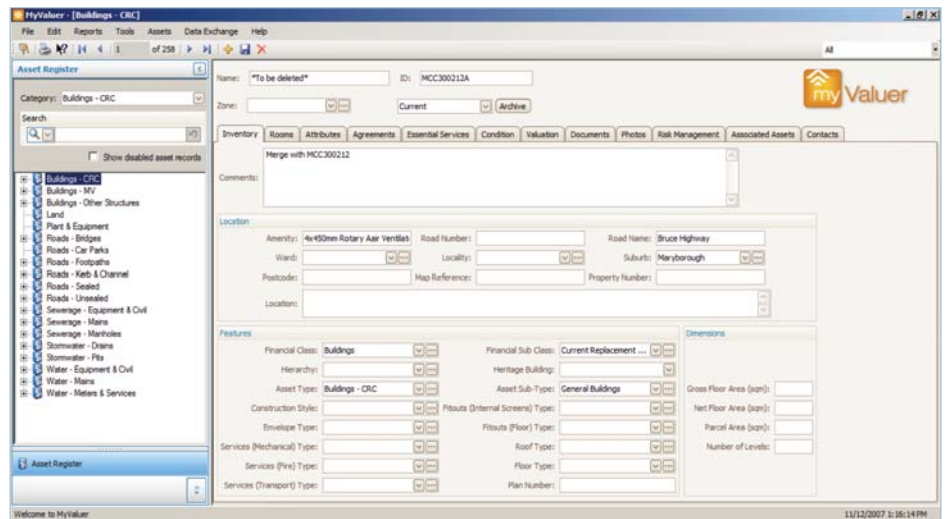 MyValuer - [Buildings - CRC]
File Edit Reports Tools Assets Data Exchange Help
1 of 258 All
Asset Register
Category: Buildings - CRC
Search
Show disabled asset records
Buildings - CRC
Buildings - MV
Buildings - Other Structures
Land
Plant & Equipment
Roads - Bridges
Roads - Car Parks
Roads - Footpaths
Roads - Kerb & Channel
Roads - Sealed
Roads - Unsealed
Sewerage - Equipment & Civil
Sewerage - Mains
Sewerage - Manholes
Stormwater - Drains
Stormwater - Pits
Water - Equipment & Civil
Water - Mains
Water - Meters & Services
Asset Register
Name: *To be deleted* ID: MCC300212A
Zone: Current Archive
my Valuer
Inventory Rooms Attributes Agreements Essential Services Condition Valuation Documents Photos Risk Management Associated Assets Contacts
Comments: Merge with MCC300212
Location
Amenity: 4x450mm Rotary Aair Ventilati Road Number: Road Name: Bruce Highway
Ward: Locality: Suburb: Maryborough
Postcode: Map Reference: Property Number:
Location:
Features
Dimensions
Financial Class: Buildings Financial Sub Class: Current Replacement ...
Hierarchy: Heritage Building:
Asset Type: Buildings - CRC Asset Sub-Type: General Buildings Gross Floor Area (sqm):
Construction Style: Fitouts (Internal Screens) Type: Net Floor Area (sqm):
Envelope Type: Fitouts (Floor) Type: Parcel Area (sqm):
Services (Mechanical) Type: Roof Type: Number of Levels:
Services (Fire) Type: Floor Type:
Services (Transport) Type: Plan Number:
Welcome to MyValuer 11/12/2007 1:16:14 PM